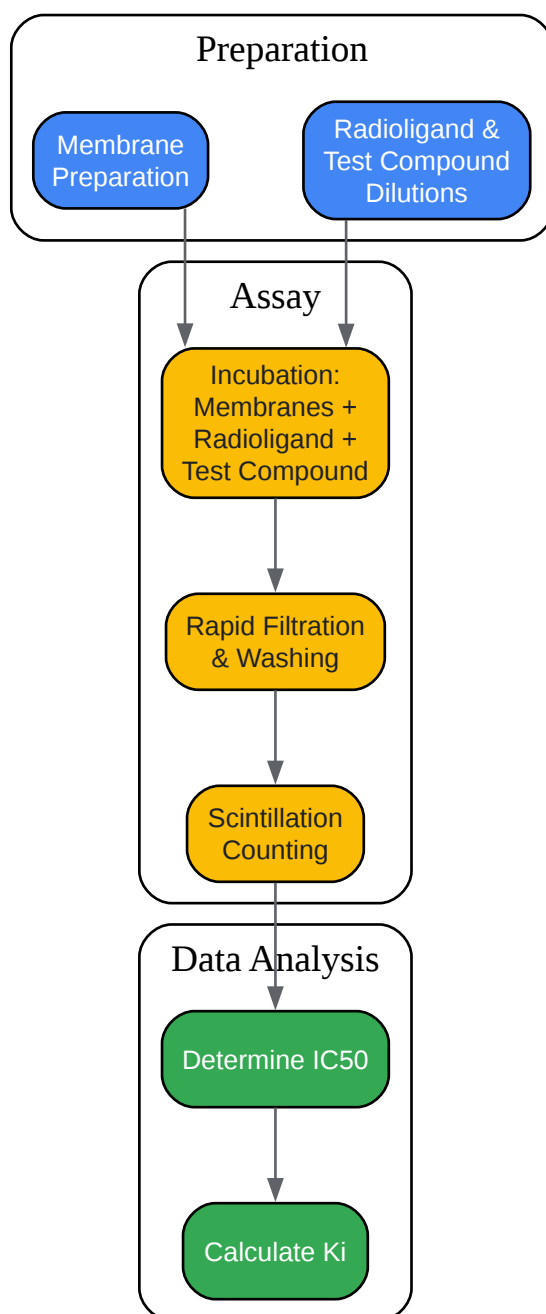 Preparation
Membrane
Preparation
Radioligand &
Test Compound
Dilutions
Assay
Incubation:
Membranes +
Radioligand +
Test Compound
Rapid Filtration
& Washing
Scintillation
Counting
Data Analysis
Determine IC50
Calculate Ki